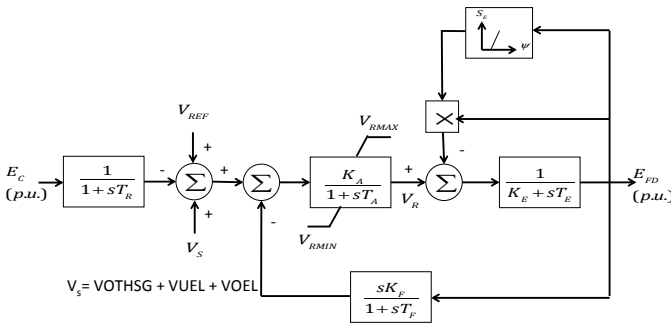 S_E
ψ
V_REF
×
V_RMAX
-
E_C
(p.u.)
1
1+sT_R
-
+
+
Σ
+
Σ
K_A
1+sT_A
+
V_R
Σ
1
K_E+sT_E
E_FD
(p.u.)
-
V_S
V_RMIN
V_s= VOTHSG + VUEL + VOEL
sK_F
1+sT_F